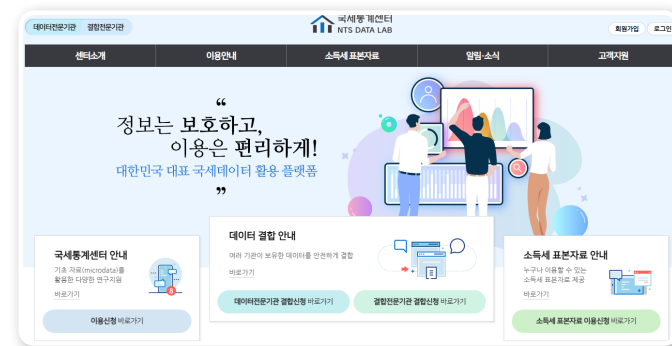 데이터전문기관 결합전문기관
국세통계센터
NTS DATA LAB
회원가입 로그인
센터소개 이용안내 소득세 표본자료 알림·소식 고객지원
“
정보는 보호하고,
이용은 편리하게!
대한민국 대표 국세데이터 활용 플랫폼
”
국세통계센터 안내
기초 자료(microdata)를
활용한 다양한 연구지원
바로가기
이용신청 바로가기
데이터 결합 안내
여러 기관이 보유한 데이터를 안전하게 결합
바로가기
데이터전문기관 결합신청 바로가기
결합전문기관 결합신청 바로가기
소득세 표본자료 안내
누구나 이용할 수 있는
소득세 표본자료 제공
바로가기
소득세 표본자료 이용신청 바로가기